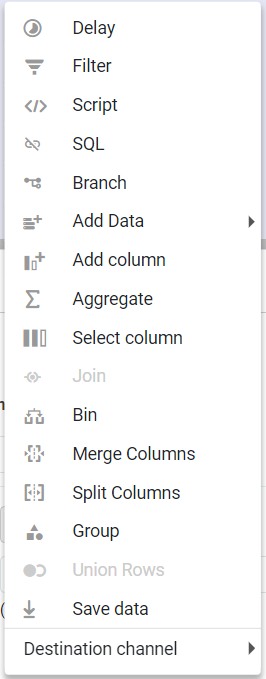 Delay
Filter
Script
SQL
Branch
Add Data
Add column
Aggregate
Select column
Join
Bin
Merge Columns
Split Columns
Group
Union Rows
Save data
Destination channel